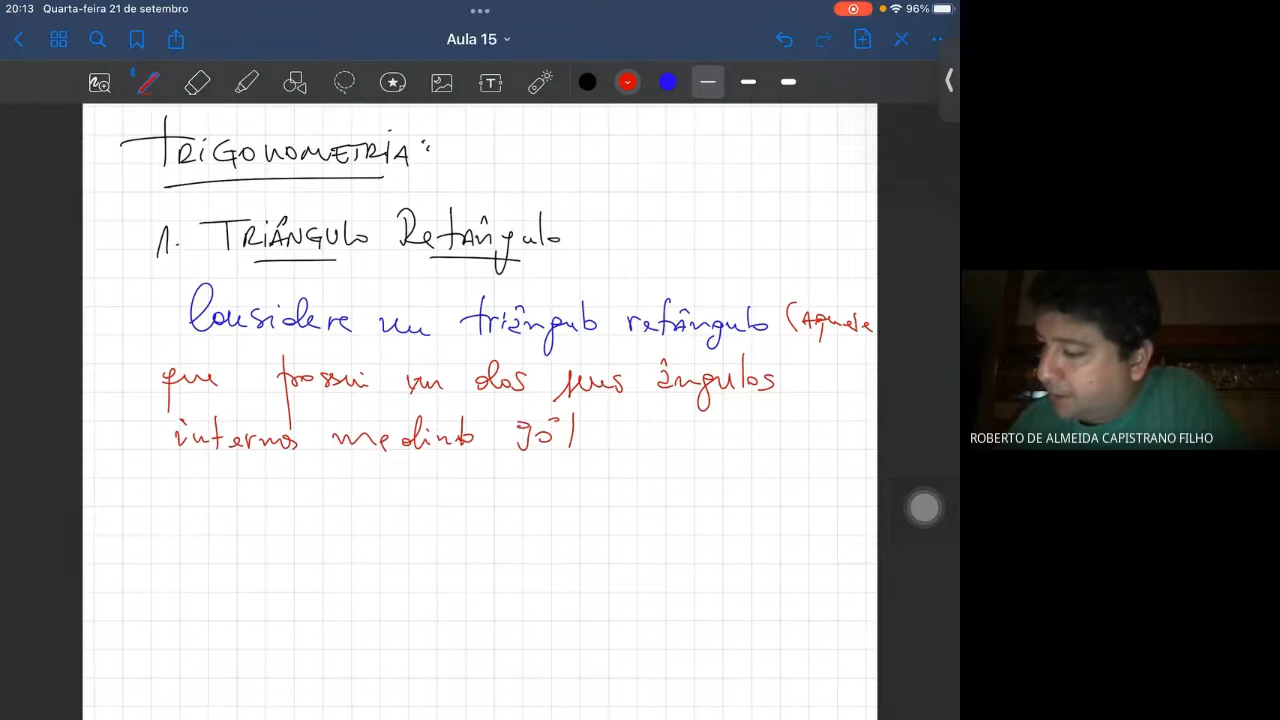 20:13 Quarta-feira 21 de setembro
96%
Aula 15
TRIGONOMETRIA:
1. TRIÂNGULO Retângulo
Considere um triângulo retângulo (Aquele
que possui um dos seus ângulos
internos medindo 90°)
ROBERTO DE ALMEIDA CAPISTRANO FILHO